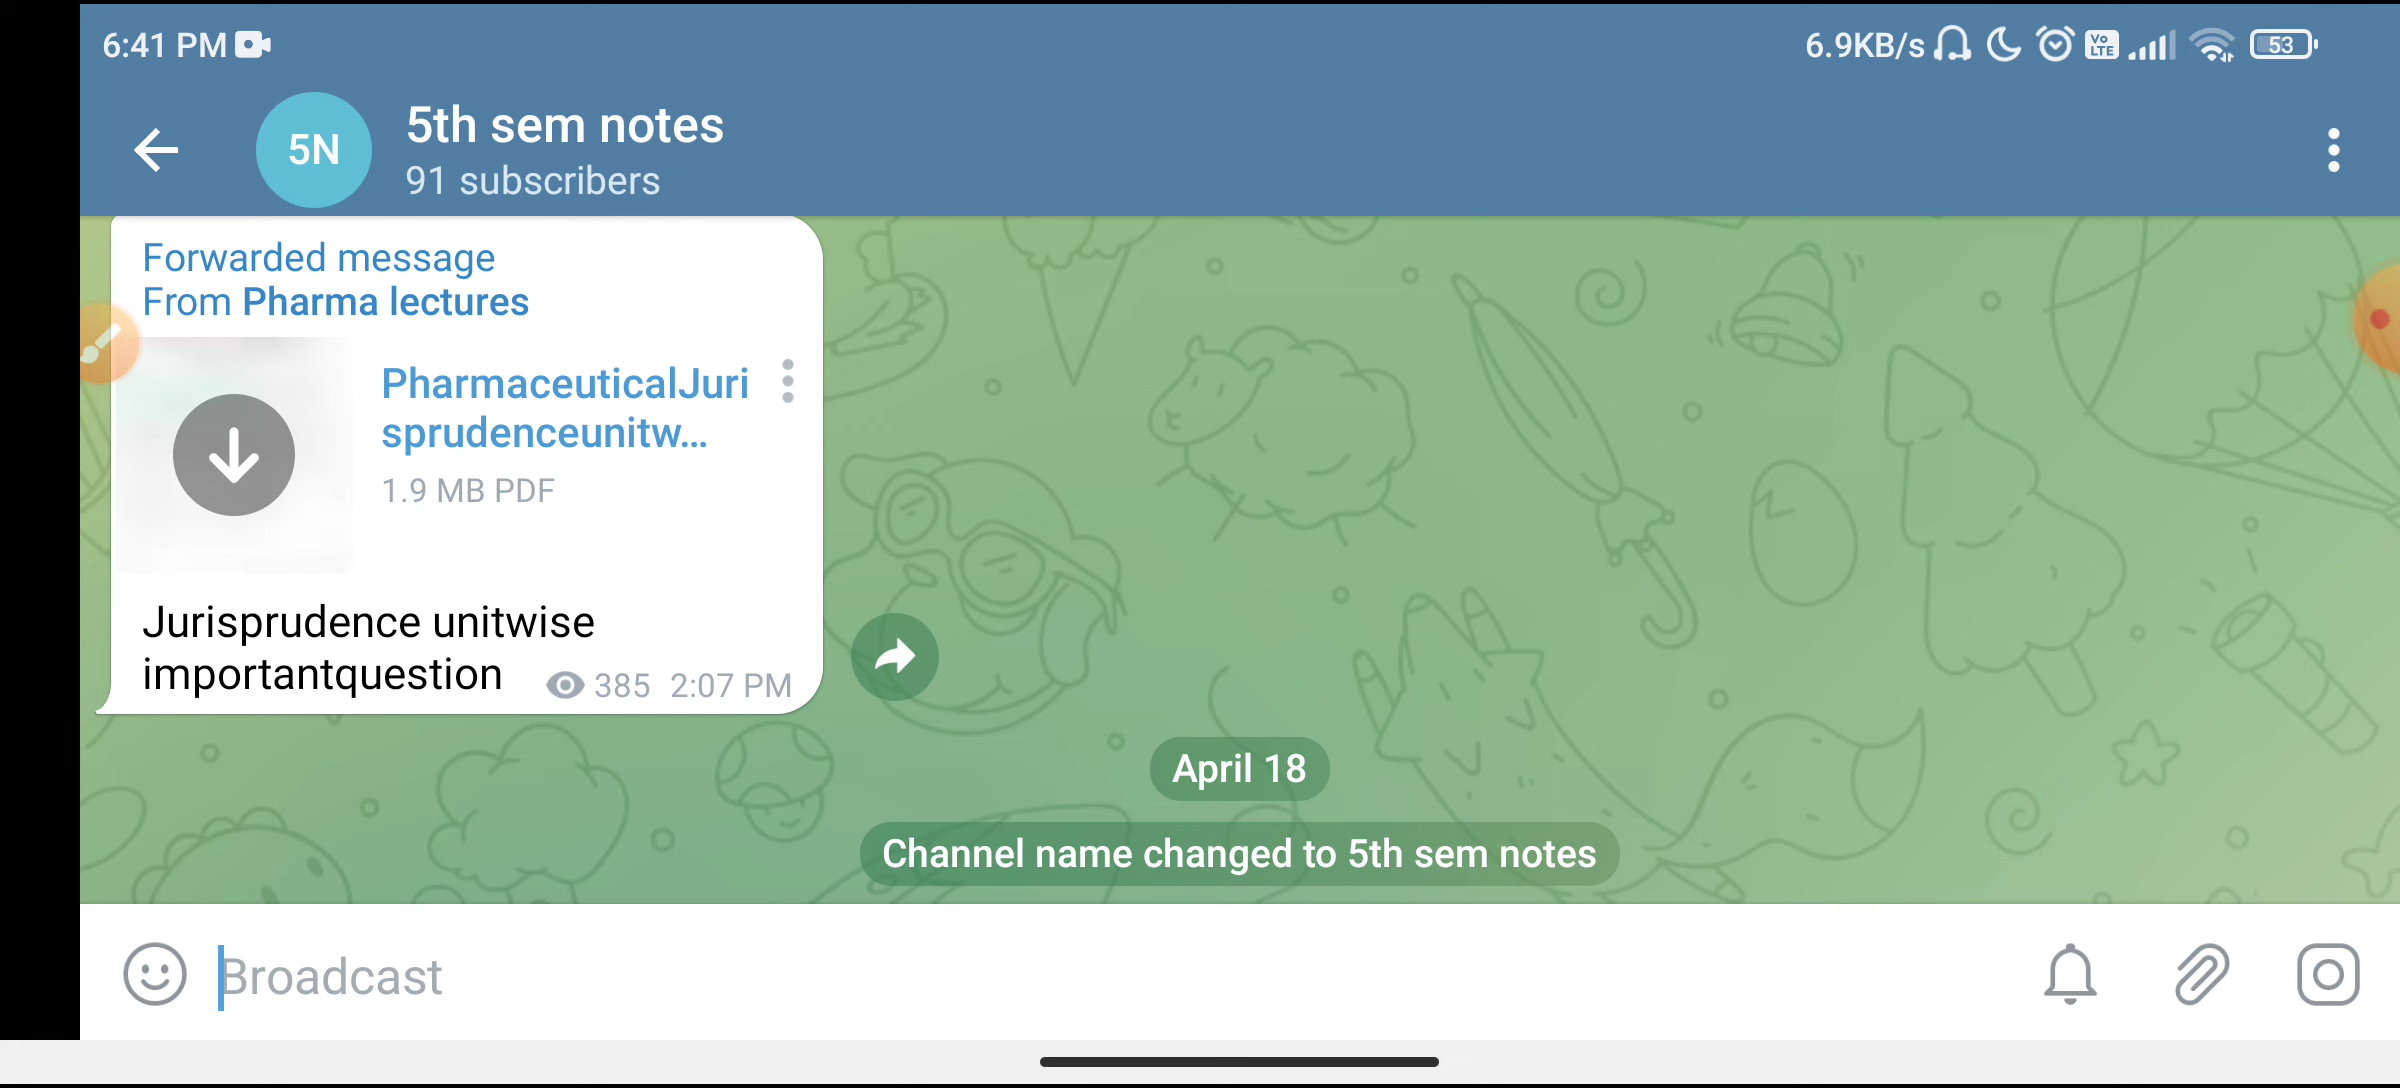 6:41 PM
6.9KB/s
Vo
LTE
53
5N
5th sem notes
91 subscribers
Forwarded message
From Pharma lectures
PharmaceuticalJuri
sprudenceunitw...
1.9 MB PDF
Jurisprudence unitwise
importantquestion
385 2:07 PM
April 18
Channel name changed to 5th sem notes
Broadcast